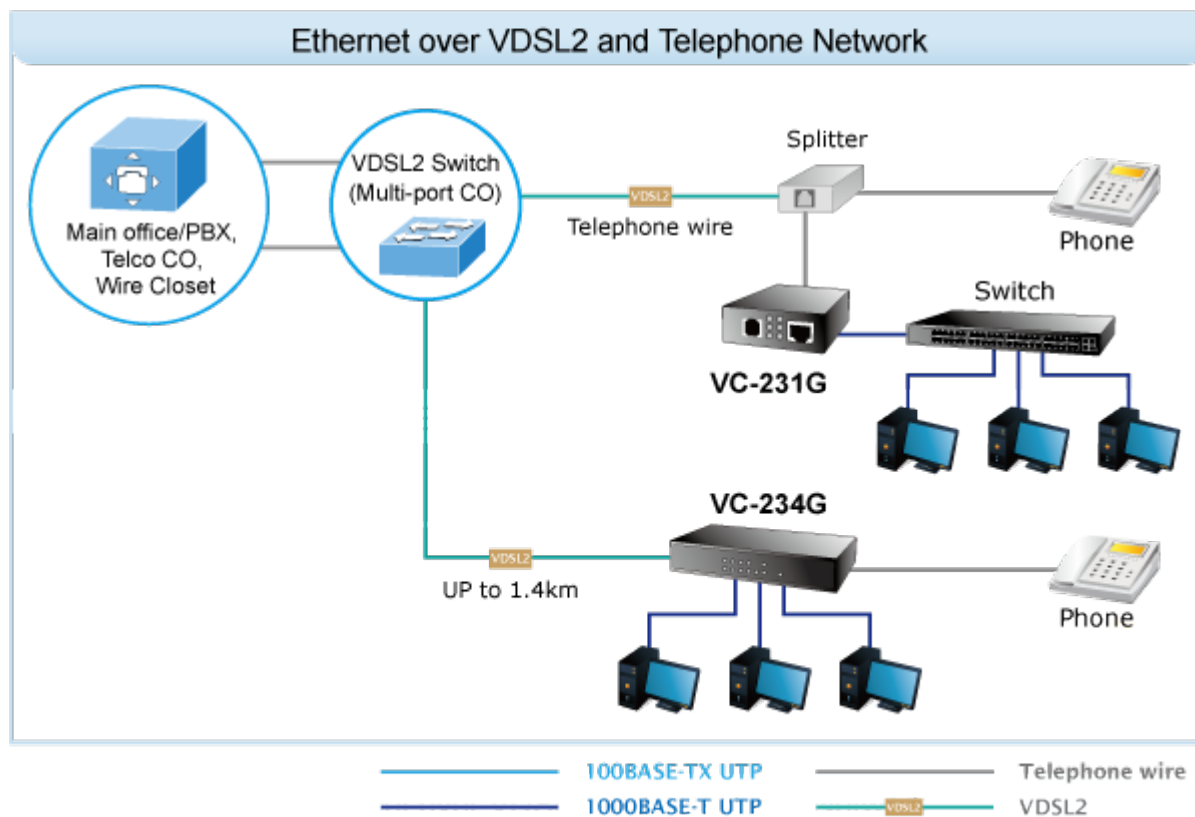 Ethernet over VDSL2 and Telephone Network
Main office/PBX,
Telco CO,
Wire Closet
VDSL2 Switch
(Multi-port CO)
VDSL2
Telephone wire
Splitter
Phone
VC-231G
Switch
VC-234G
VDSL2
UP to 1.4km
Phone
100BASE-TX UTP
Telephone wire
1000BASE-T UTP
VDSL2
VDSL2